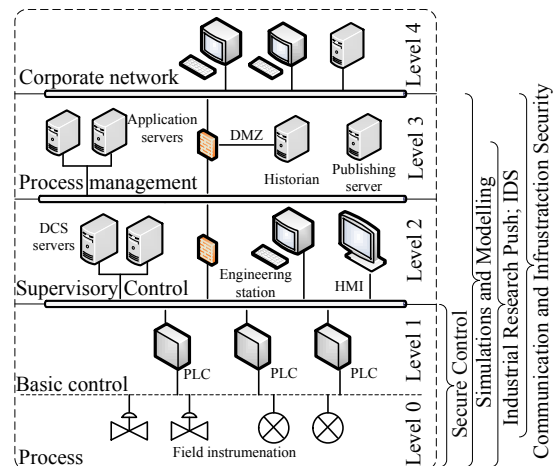 Corporate network
Level 4
Application
servers
DMZ
Historian
Publishing
server
Process management
Level 3
DCS
servers
Engineering
station
HMI
Supervisory Control
Level 2
PLC
PLC
PLC
Basic control
Level 1
Field instrumenation
Process
Level 0
Secure Control
Simulations and Modelling
Industrial Research Push; IDS
Communication and Infrustratction Security